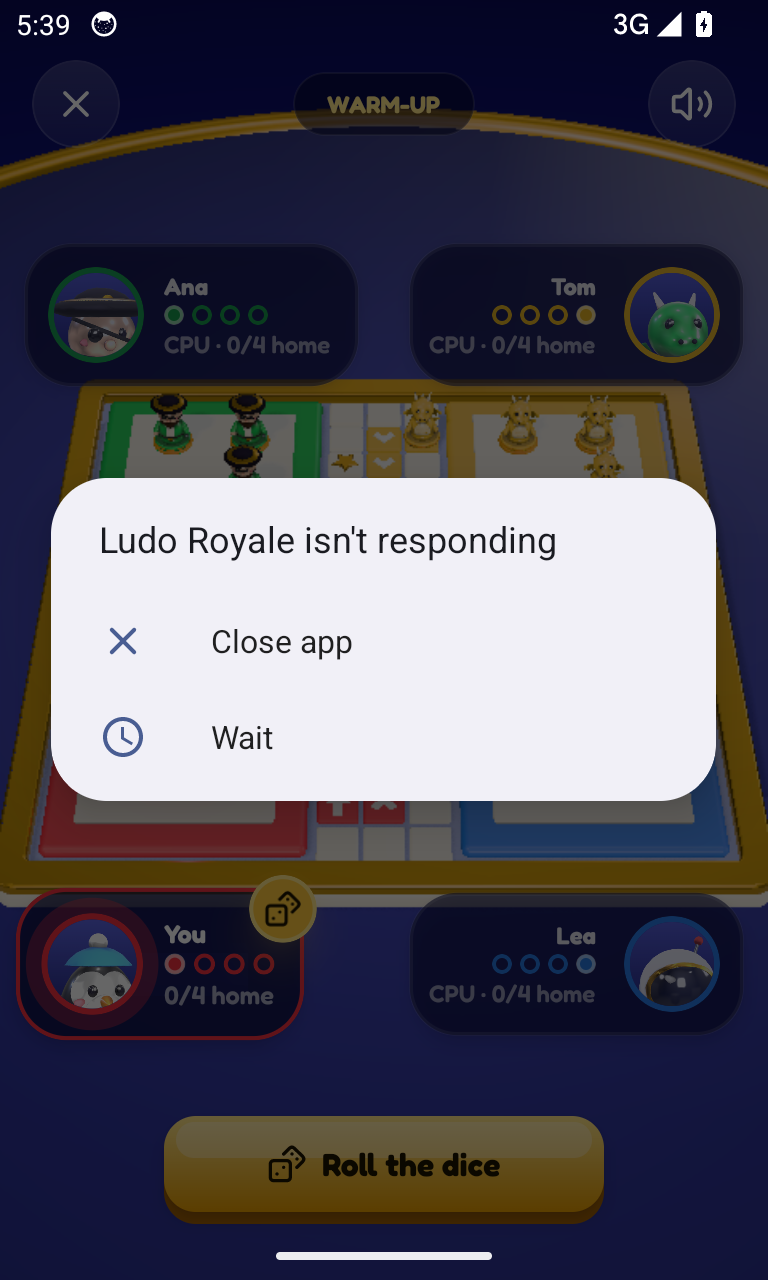 5:39
3G
WARM-UP
Ana
CPU · 0/4 home
Tom
CPU · 0/4 home
Ludo Royale isn't responding
Close app
Wait
You
0/4 home
Lea
CPU · 0/4 home
Roll the dice